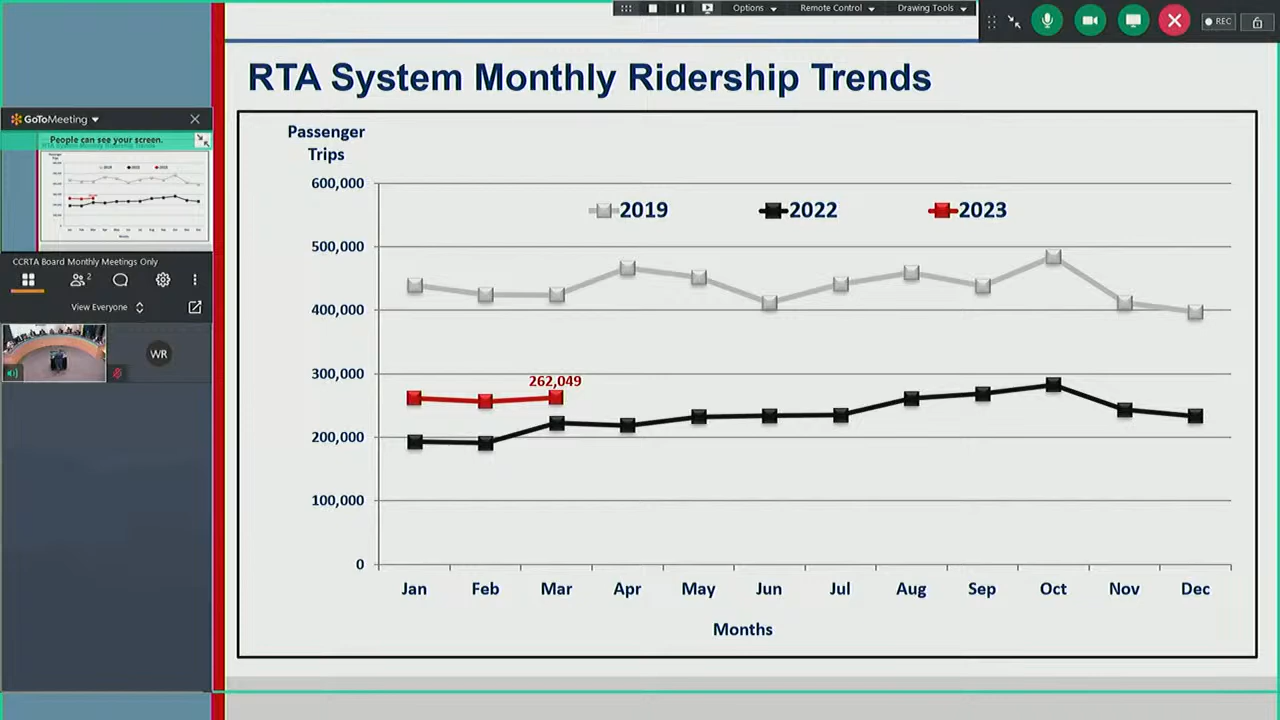 Options
Remote Control
Drawing Tools
REC
RTA System Monthly Ridership Trends
GoToMeeting
People can see your screen.
CCRTA Board Monthly Meetings Only
2
View Everyone
WR
Passenger
Trips
600,000
500,000
400,000
300,000
200,000
100,000
0
2019
2022
2023
262,049
Jan Feb Mar Apr May Jun Jul Aug Sep Oct Nov Dec
Months